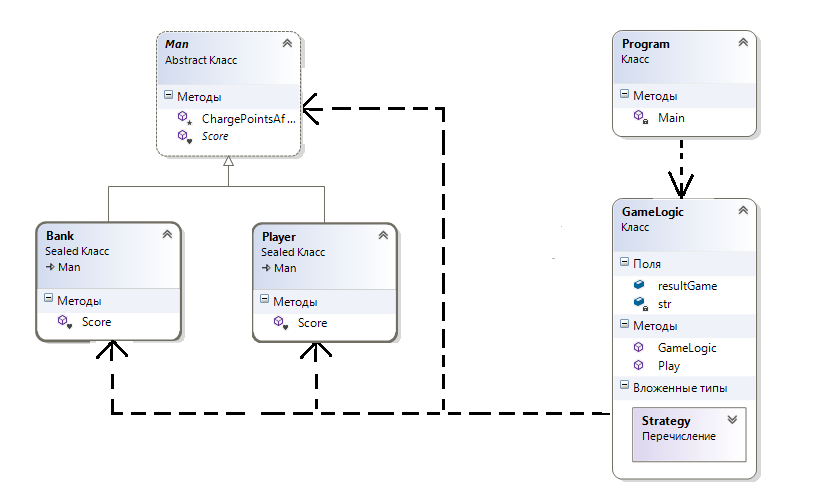 Man
Abstract Класс
Методы
ChargePointsAf...
Score
Bank
Sealed Класс
Man
Методы
Score
Player
Sealed Класс
Man
Методы
Score
Program
Класс
Методы
Main
GameLogic
Класс
Поля
resultGame
str
Методы
GameLogic
Play
Вложенные типы
Strategy
Перечисление